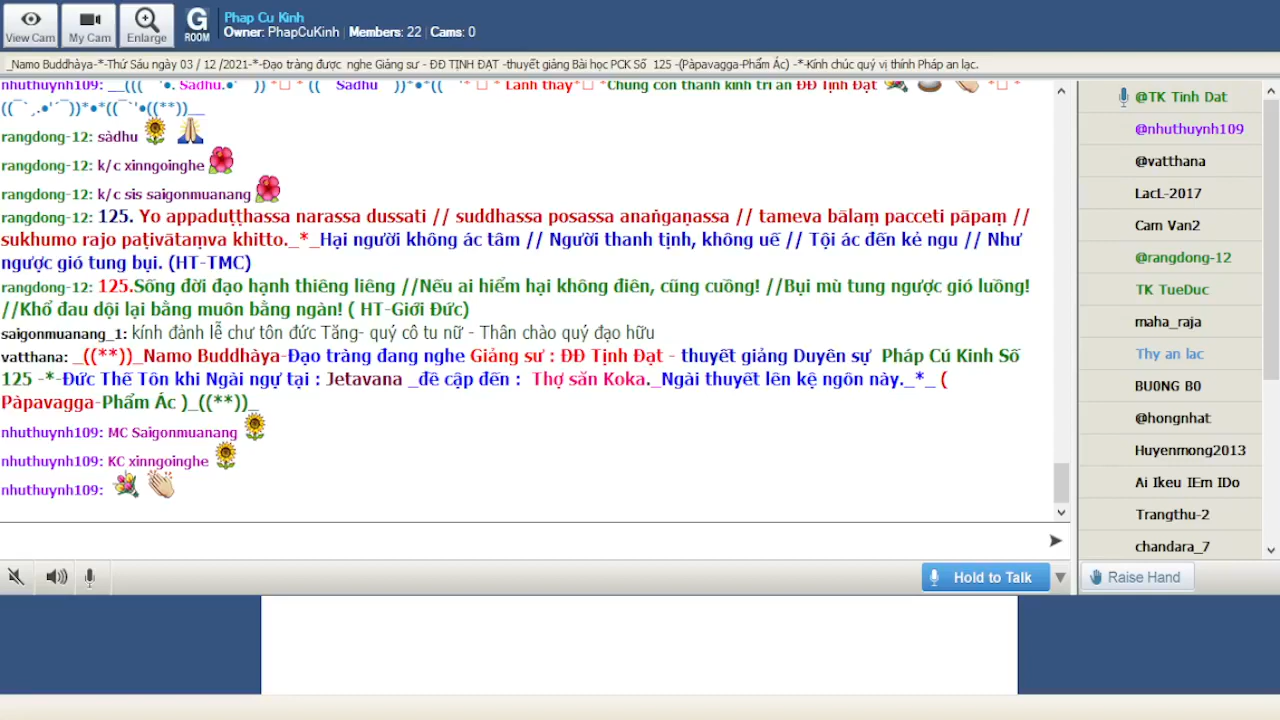 View Cam
My Cam
Enlarge
G ROOM
Phap Cu Kinh
Owner: PhapCuKinh | Members: 22 | Cams: 0
_Namo Buddhàya-*-Thứ Sáu ngày 03 / 12 /2021-*-Đạo tràng được nghe Giảng sư - ĐĐ TỊNH ĐẠT -thuyết giảng Bài học PCK Số 125 -(Pàpavagga-Phẩm Ác) -*-Kính chúc quý vị thính Pháp an lạc.
nhuthuynh109: Sadhu Sadhu Lành thay *Chúng con thành kính tri ân ĐĐ Tịnh Đạt
rangdong-12: sàdhu
rangdong-12: k/c xinngoinghe
rangdong-12: k/c sis saigonmuanang
rangdong-12: 125. Yo appaduṭṭhassa narassa dussati // suddhassa posassa anaṅgaṇassa // tameva bālaṃ pacceti pāpaṃ //
sukhumo rajo paṭivātaṃva khitto._*_Hại người không ác tâm // Người thanh tịnh, không uế // Tội ác đến kẻ ngu // Như
ngược gió tung bụi. (HT-TMC)
rangdong-12: 125.Sống đời đạo hạnh thiêng liêng //Nếu ai hiểm hại không điên, cũng cuồng! //Bụi mù tung ngược gió luồng!
//Khổ đau dội lại bằng muôn bằng ngàn! ( HT-Giới Đức)
saigonmuanang_1: kính đảnh lễ chư tôn đức Tăng- quý cô tu nữ - Thân chào quý đạo hữu
vatthana: _((**))_Namo Buddhàya-Đạo tràng đang nghe Giảng sư : ĐĐ Tịnh Đạt - thuyết giảng Duyên sự Pháp Cú Kinh Số
125 -*-Đức Thế Tôn khi Ngài ngự tại : Jetavana _đề cập đến : Thợ săn Koka._Ngài thuyết lên kệ ngôn này._*_ (
Pàpavagga-Phẩm Ác )_((**))_
nhuthuynh109: MC Saigonmuanang
nhuthuynh109: KC xinngoinghe
nhuthuynh109:
Hold to Talk
@TK Tinh Dat
@nhuthuynh109
@vatthana
LacL-2017
Cam Van2
@rangdong-12
TK TueDuc
maha_raja
Thy an lac
BU0NG B0
@hongnhat
Huyenmong2013
Ai Ikeu IEm IDo
Trangthu-2
chandara_7
Raise Hand